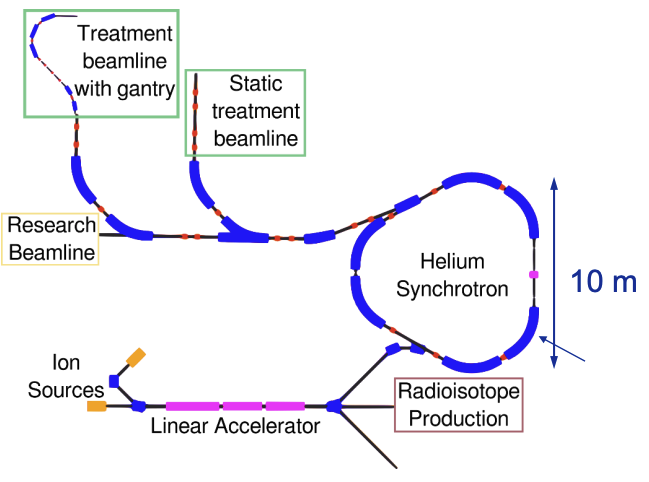 Treatment
beamline
with gantry
Static
treatment
beamline
Research
Beamline
Helium
Synchrotron
10 m
Ion
Sources
Linear Accelerator
Radioisotope
Production